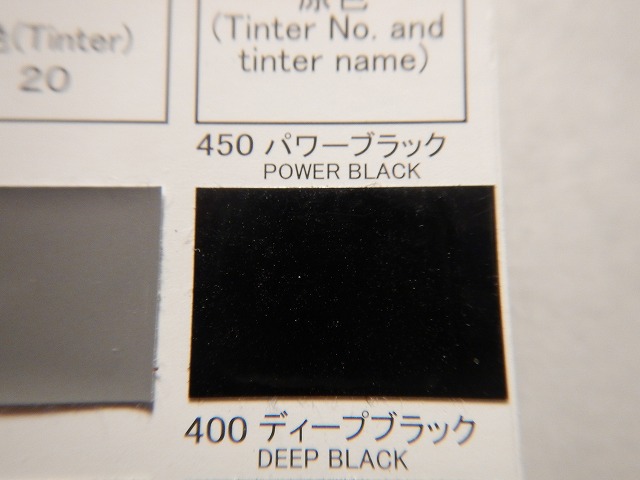 原色
色(Tinter)
20
(Tinter No. and
tinter name)
450 パワーブラック
POWER BLACK
400 ディープブラック
DEEP BLACK